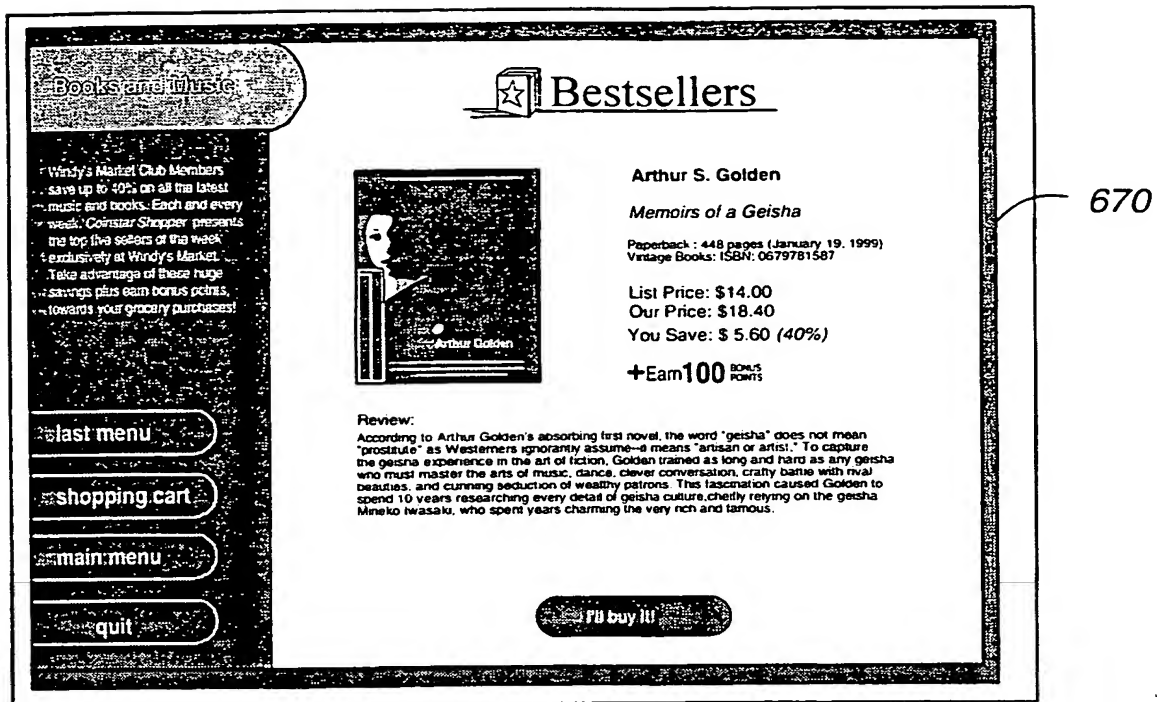 Books and Music
Bestsellers
Windy's Market Club Members
save up to 40% on all the latest
music and books. Each and every
week, Coinstar Shopper presents
the top five sellers of the week
exclusively at Windy's Market.
Take advantage of these huge
savings plus earn bonus points,
towards your grocery purchases!
last menu
shopping cart
main menu
quit
Arthur Golden
Arthur S. Golden
Memoirs of a Geisha
Paperback : 448 pages (January 19, 1999)
Vintage Books: ISBN: 0679781587
List Price: $14.00
Our Price: $18.40
You Save: $ 5.60 (40%)
+Earn 100 BONUS POINTS
Review:
According to Arthur Golden's absorbing first novel, the word "geisha" does not mean
"prostitute" as Westerners ignorantly assume--it means "artisan or artist." To capture
the geisha experience in the art of fiction, Golden trained as long and hard as any geisha
who must master the arts of music, dance, clever conversation, crafty battle with rival
beauties, and cunning seduction of wealthy patrons. This fascination caused Golden to
spend 10 years researching every detail of geisha culture,chiefly relying on the geisha
Mineko Iwasaki, who spent years charming the very rich and famous.
I'll buy it!
670